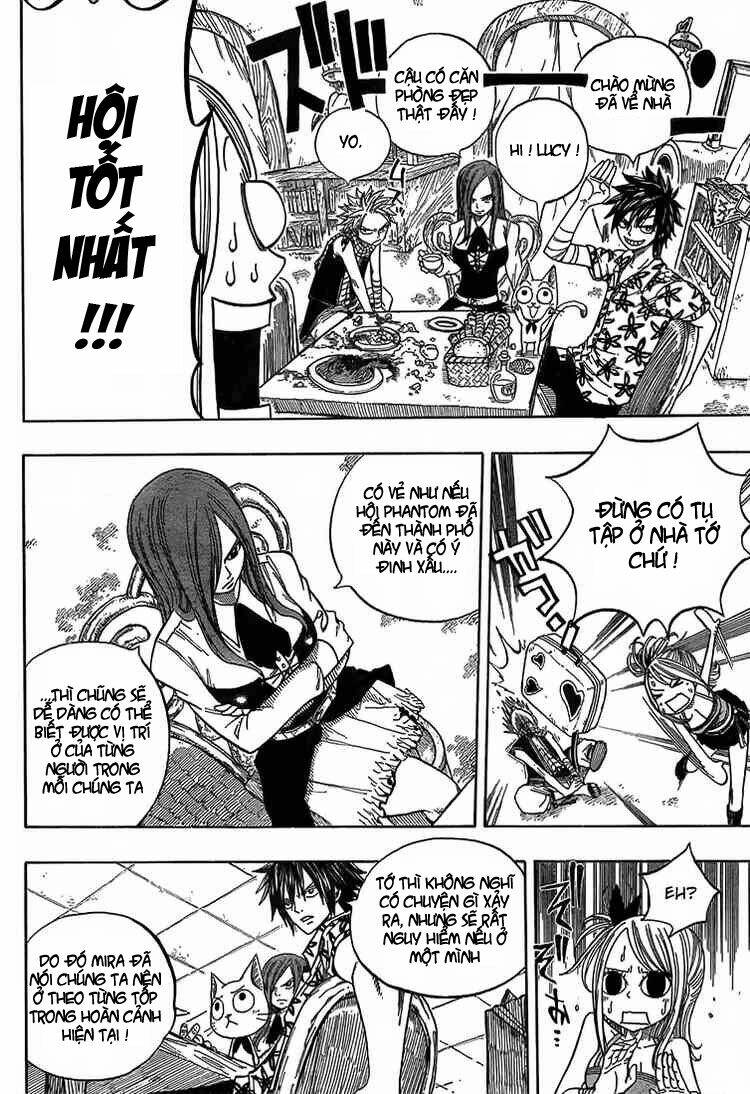 CHÀO MỪNG
ĐÃ VỀ NHÀ
HI ! LUCY !
CẬU CÓ CĂN
PHÒNG ĐẸP
THẬT ĐẤY !
YO.
HỘI
TỐT
NHẤT
!!!
ĐỪNG CÓ TỤ
TẬP Ở NHÀ TỚ
CHỨ !
CÓ VẺ NHƯ NẾU
HỘI PHANTOM ĐÃ
ĐẾN THÀNH PHỐ
NÀY VÀ CÓ Ý
ĐỊNH XẤU....
...THÌ CHÚNG SẼ
DỄ DÀNG CÓ THỂ
BIẾT ĐƯỢC VỊ TRÍ
Ở CỦA TỪNG
NGƯỜI TRONG
MỖI CHÚNG TA
EH?
TỚ THÌ KHÔNG NGHĨ
CÓ CHUYỆN GÌ XẢY
RA, NHƯNG SẼ RẤT
NGUY HIỂM NẾU Ở
MỘT MÌNH
DO ĐÓ MIRA ĐÃ
NÓI CHÚNG TA NÊN
Ở THEO TỪNG TỐP
TRONG HOÀN CẢNH
HIỆN TẠI !